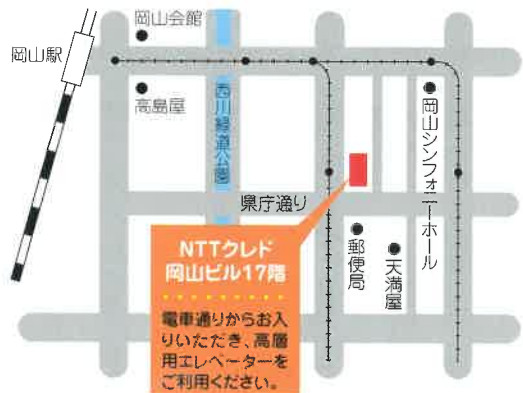 岡山会館
岡山駅
高島屋
西川緑道公園
岡山シンフォニーホール
県庁通り
郵便局
天満屋
NTTクレド
岡山ビル17階
電車通りからお入
りいただき、高層
用エレベーターを
ご利用ください。